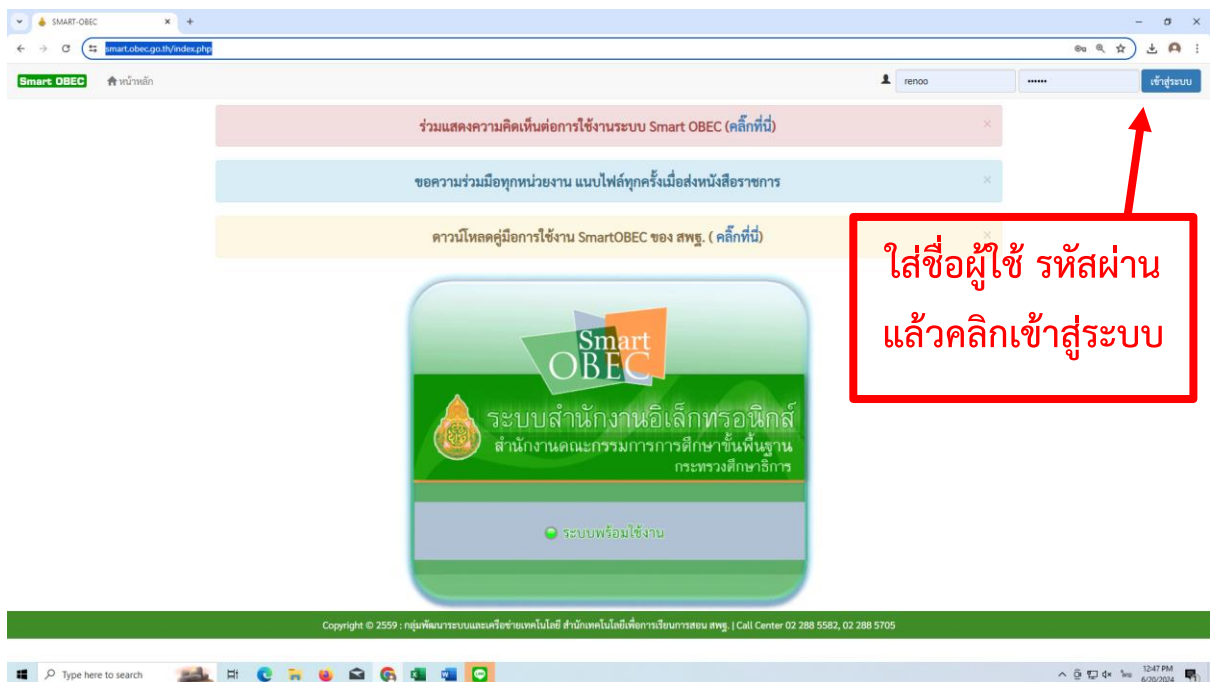 SMART-OBEC
smart.obec.go.th/index.php
Smart OBEC หน้าหลัก renoo •••••• เข้าสู่ระบบ
ร่วมแสดงความคิดเห็นต่อการใช้งานระบบ Smart OBEC (คลิ๊กที่นี่)
ขอความร่วมมือทุกหน่วยงาน แนบไฟล์ทุกครั้งเมื่อส่งหนังสือราชการ
ดาวน์โหลดคู่มือการใช้งาน SmartOBEC ของ สพฐ. ( คลิ๊กที่นี่)
ใส่ชื่อผู้ใช้ รหัสผ่าน
แล้วคลิกเข้าสู่ระบบ
Smart
OBEC
ระบบสำนักงานอิเล็กทรอนิกส์
สำนักงานคณะกรรมการการศึกษาขั้นพื้นฐาน
กระทรวงศึกษาธิการ
ระบบพร้อมใช้งาน
Copyright © 2559 : กลุ่มพัฒนาระบบและเครือข่ายเทคโนโลยี สำนักเทคโนโลยีเพื่อการเรียนการสอน สพฐ. | Call Center 02 288 5582, 02 288 5705
Type here to search
ไทย
12:47 PM
6/20/2024